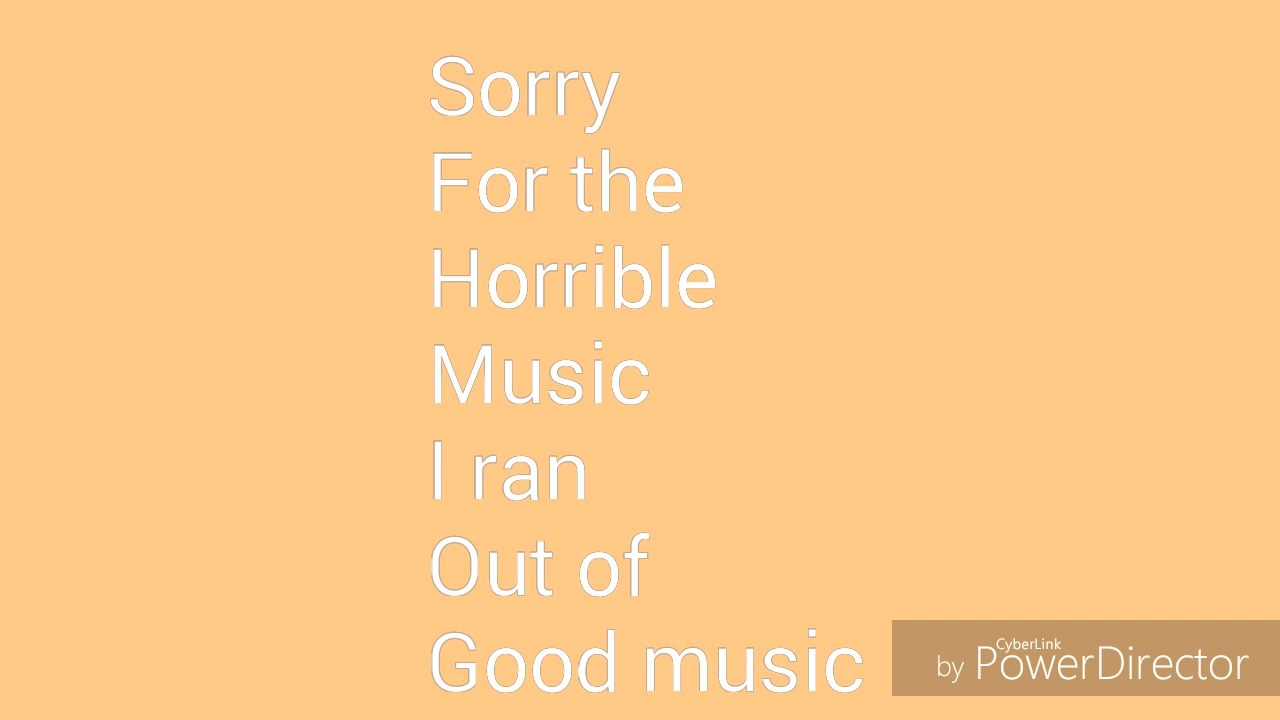 Sorry
For the
Horrible
Music
I ran
Out of
Good music
by CyberLink PowerDirector